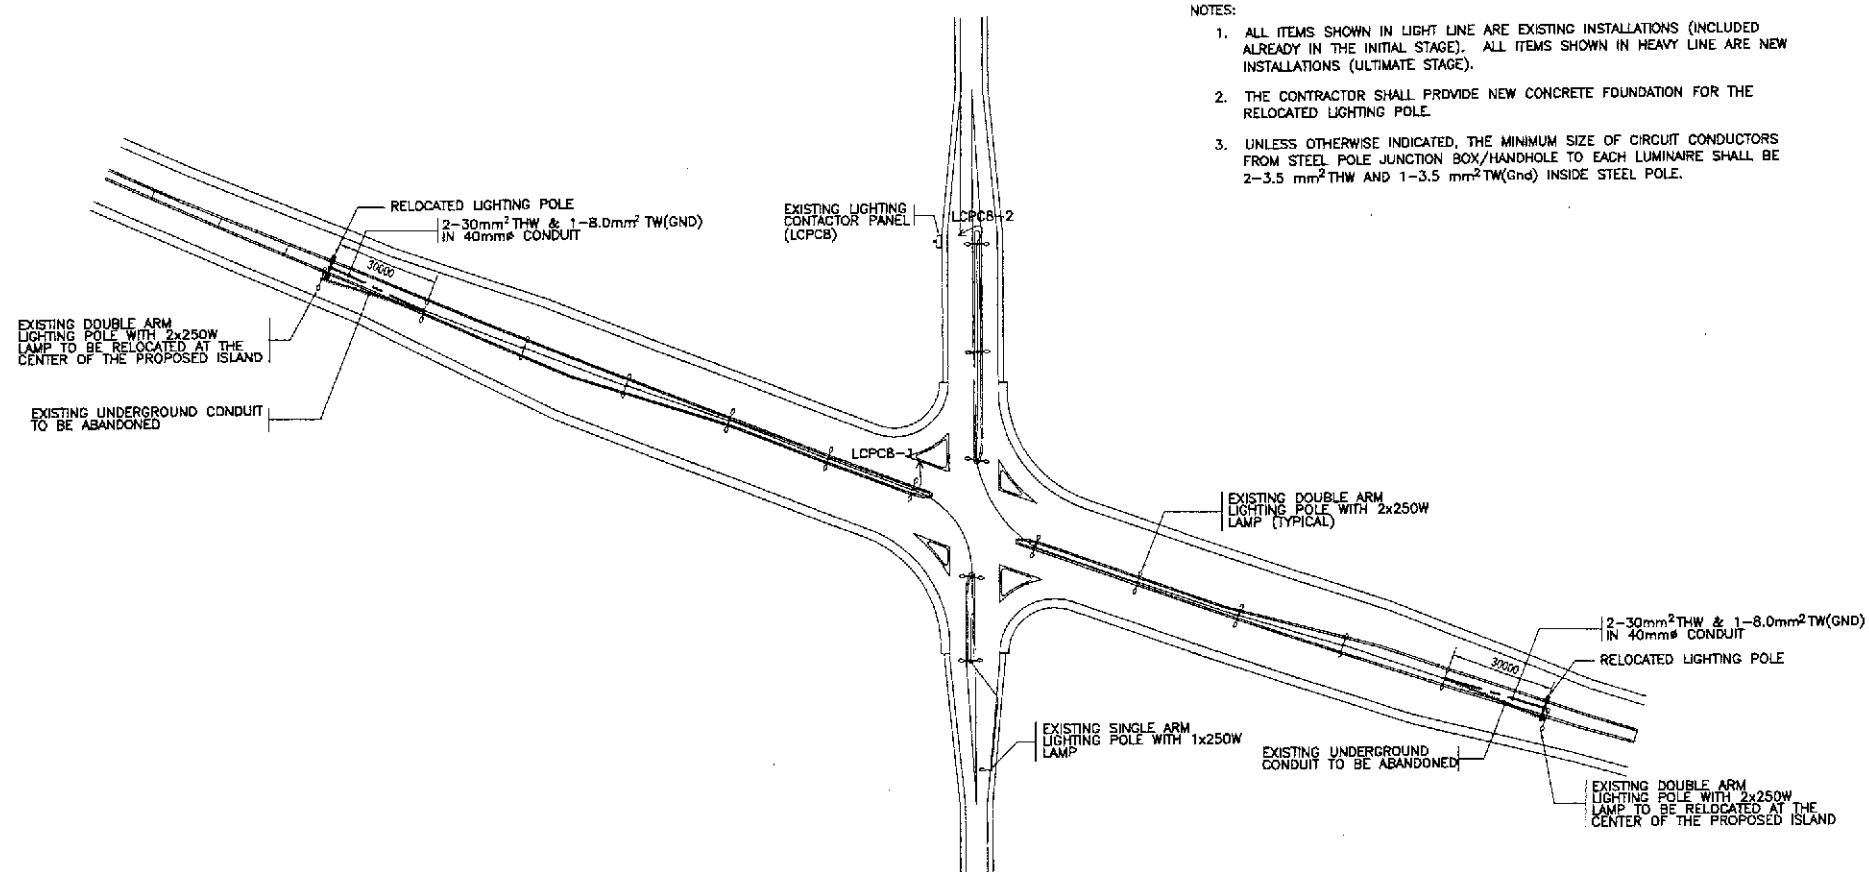 NOTES:
1. ALL ITEMS SHOWN IN LIGHT LINE ARE EXISTING INSTALLATIONS (INCLUDED
ALREADY IN THE INITIAL STAGE). ALL ITEMS SHOWN IN HEAVY LINE ARE NEW
INSTALLATIONS (ULTIMATE STAGE).
2. THE CONTRACTOR SHALL PROVIDE NEW CONCRETE FOUNDATION FOR THE
RELOCATED LIGHTING POLE.
3. UNLESS OTHERWISE INDICATED, THE MINIMUM SIZE OF CIRCUIT CONDUCTORS
FROM STEEL POLE JUNCTION BOX/HANDHOLE TO EACH LUMINAIRE SHALL BE
2-3.5 mm² THW AND 1-3.5 mm² TW(Gnd) INSIDE STEEL POLE.
RELOCATED LIGHTING POLE
2-30mm² THW & 1-8.0mm² TW(GND)
IN 40mmø CONDUIT
30000
EXISTING LIGHTING
CONTACTOR PANEL
(LCPCB)
LCPCB-2
EXISTING DOUBLE ARM
LIGHTING POLE WITH 2x250W
LAMP TO BE RELOCATED AT THE
CENTER OF THE PROPOSED ISLAND
EXISTING UNDERGROUND CONDUIT
TO BE ABANDONED
LCPCB-1
EXISTING DOUBLE ARM
LIGHTING POLE WITH 2x250W
LAMP (TYPICAL)
2-30mm² THW & 1-8.0mm² TW(GND)
IN 40mmø CONDUIT
RELOCATED LIGHTING POLE
30000
EXISTING SINGLE ARM
LIGHTING POLE WITH 1x250W
LAMP
EXISTING UNDERGROUND
CONDUIT TO BE ABANDONED
EXISTING DOUBLE ARM
LIGHTING POLE WITH 2x250W
LAMP TO BE RELOCATED AT THE
CENTER OF THE PROPOSED ISLAND